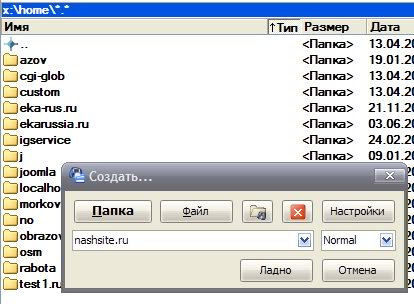 x:\home\*.*
Имя ↑Тип Размер Дата
.. <Папка> 13.04.20
azov <Папка> 19.01.20
cgi-glob <Папка> 13.04.20
custom <Папка> 13.04.20
eka-rus.ru <Папка> 21.11.20
ekarussia.ru <Папка> 03.06.20
igservice <Папка> 24.02.20
j <Папка> 09.01.20
joomla
Создать...
localho
Папка Файл Настройки
morkov
no
nashsite.ru Normal
obrazov
osm
Ладно Отмена
rabota
test1.ru